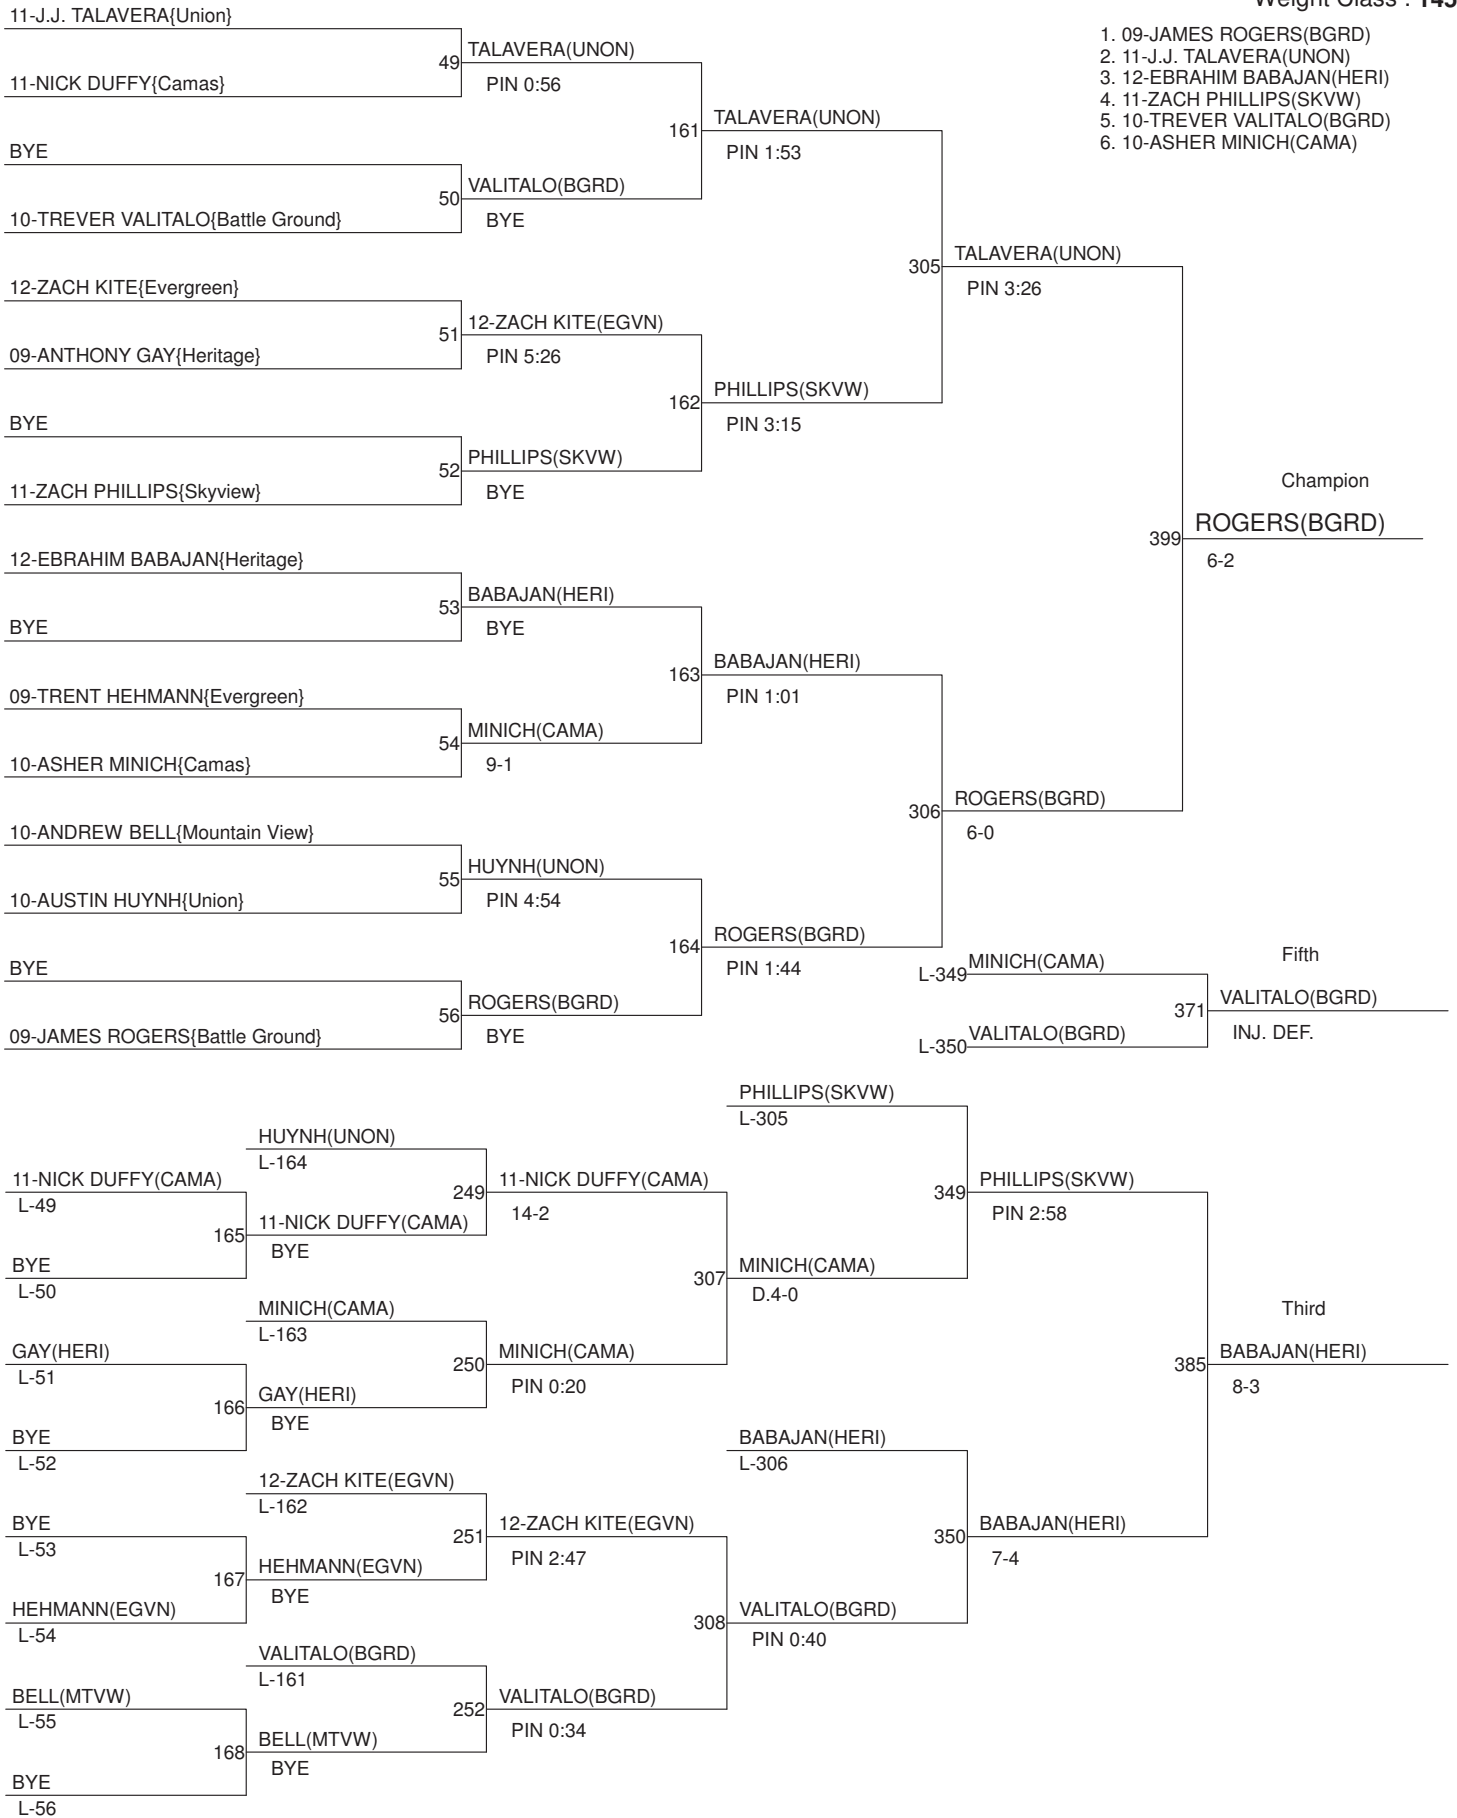 Weight Class : 145
1. 09-JAMES ROGERS(BGRD)
2. 11-J.J. TALAVERA(UNON)
3. 12-EBRAHIM BABAJAN(HERI)
4. 11-ZACH PHILLIPS(SKVW)
5. 10-TREVER VALITALO(BGRD)
6. 10-ASHER MINICH(CAMA)
11-J.J. TALAVERA{Union}
49
11-NICK DUFFY{Camas}
BYE
50
10-TREVER VALITALO{Battle Ground}
12-ZACH KITE{Evergreen}
51
09-ANTHONY GAY{Heritage}
BYE
52
11-ZACH PHILLIPS{Skyview}
12-EBRAHIM BABAJAN{Heritage}
53
BYE
09-TRENT HEHMANN{Evergreen}
54
10-ASHER MINICH{Camas}
10-ANDREW BELL{Mountain View}
55
10-AUSTIN HUYNH{Union}
BYE
56
09-JAMES ROGERS{Battle Ground}
TALAVERA(UNON)
PIN 0:56
161
VALITALO(BGRD)
BYE
12-ZACH KITE(EGVN)
PIN 5:26
162
PHILLIPS(SKVW)
BYE
BABAJAN(HERI)
BYE
163
MINICH(CAMA)
9-1
HUYNH(UNON)
PIN 4:54
164
ROGERS(BGRD)
BYE
TALAVERA(UNON)
PIN 1:53
305
PHILLIPS(SKVW)
PIN 3:15
BABAJAN(HERI)
PIN 1:01
306
ROGERS(BGRD)
PIN 1:44
TALAVERA(UNON)
PIN 3:26
399
ROGERS(BGRD)
6-0
Champion
ROGERS(BGRD)
6-2
L-349
MINICH(CAMA)
371
L-350
VALITALO(BGRD)
Fifth
VALITALO(BGRD)
INJ. DEF.
11-NICK DUFFY(CAMA)
L-49
165
BYE
L-50
GAY(HERI)
L-51
166
BYE
L-52
BYE
L-53
167
HEHMANN(EGVN)
L-54
BELL(MTVW)
L-55
168
BYE
L-56
HUYNH(UNON)
L-164
249
11-NICK DUFFY(CAMA)
BYE
MINICH(CAMA)
L-163
250
GAY(HERI)
BYE
12-ZACH KITE(EGVN)
L-162
251
HEHMANN(EGVN)
BYE
VALITALO(BGRD)
L-161
252
BELL(MTVW)
BYE
11-NICK DUFFY(CAMA)
14-2
307
MINICH(CAMA)
PIN 0:20
12-ZACH KITE(EGVN)
PIN 2:47
308
VALITALO(BGRD)
PIN 0:34
PHILLIPS(SKVW)
L-305
349
MINICH(CAMA)
D.4-0
BABAJAN(HERI)
L-306
350
VALITALO(BGRD)
PIN 0:40
PHILLIPS(SKVW)
PIN 2:58
385
BABAJAN(HERI)
7-4
Third
BABAJAN(HERI)
8-3